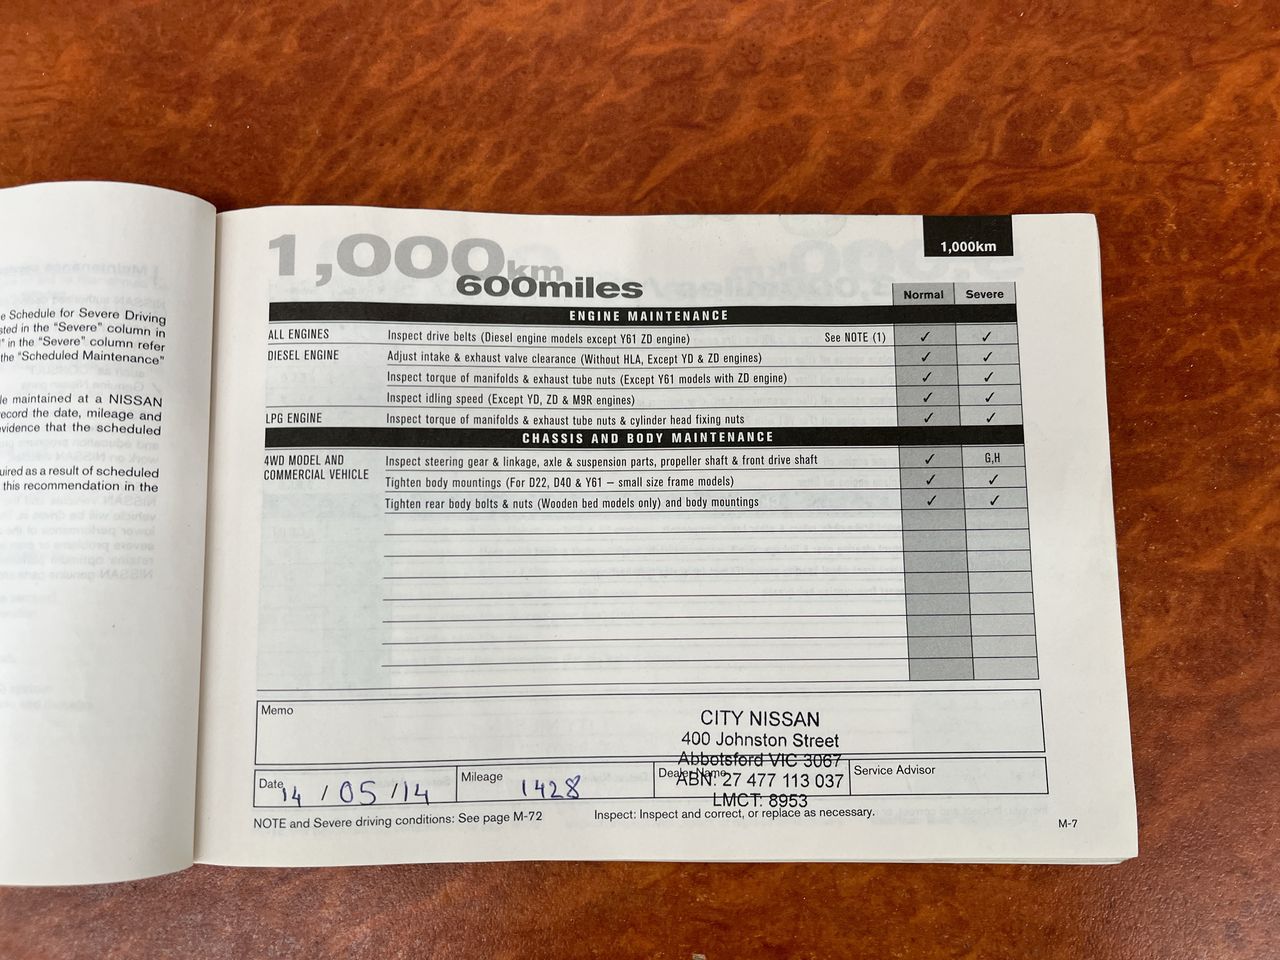 e Schedule for Severe Driving
sted in the "Severe" column in
" in the "Severe" column refer
the "Scheduled Maintenance"
le maintained at a NISSAN
ecord the date, mileage and
vidence that the scheduled
uired as a result of scheduled
this recommendation in the
1,000km
1,000km
600miles
Normal Severe
ENGINE MAINTENANCE
ALL ENGINES Inspect drive belts (Diesel engine models except Y61 ZD engine) See NOTE (1) ✓ ✓
DIESEL ENGINE Adjust intake & exhaust valve clearance (Without HLA, Except YD & ZD engines) ✓ ✓
Inspect torque of manifolds & exhaust tube nuts (Except Y61 models with ZD engine) ✓ ✓
Inspect idling speed (Except YD, ZD & M9R engines) ✓ ✓
LPG ENGINE Inspect torque of manifolds & exhaust tube nuts & cylinder head fixing nuts ✓ ✓
CHASSIS AND BODY MAINTENANCE
4WD MODEL AND Inspect steering gear & linkage, axle & suspension parts, propeller shaft & front drive shaft ✓ G,H
COMMERCIAL VEHICLE
Tighten body mountings (For D22, D40 & Y61 – small size frame models) ✓ ✓
Tighten rear body bolts & nuts (Wooden bed models only) and body mountings ✓ ✓
Memo
CITY NISSAN
400 Johnston Street
Abbotsford VIC 3067
Date 14 / 05 / 14 Mileage 1428 Dealer Name Service Advisor
ABN: 27 477 113 037
LMCT: 8953
NOTE and Severe driving conditions: See page M-72 Inspect: Inspect and correct, or replace as necessary.
M-7